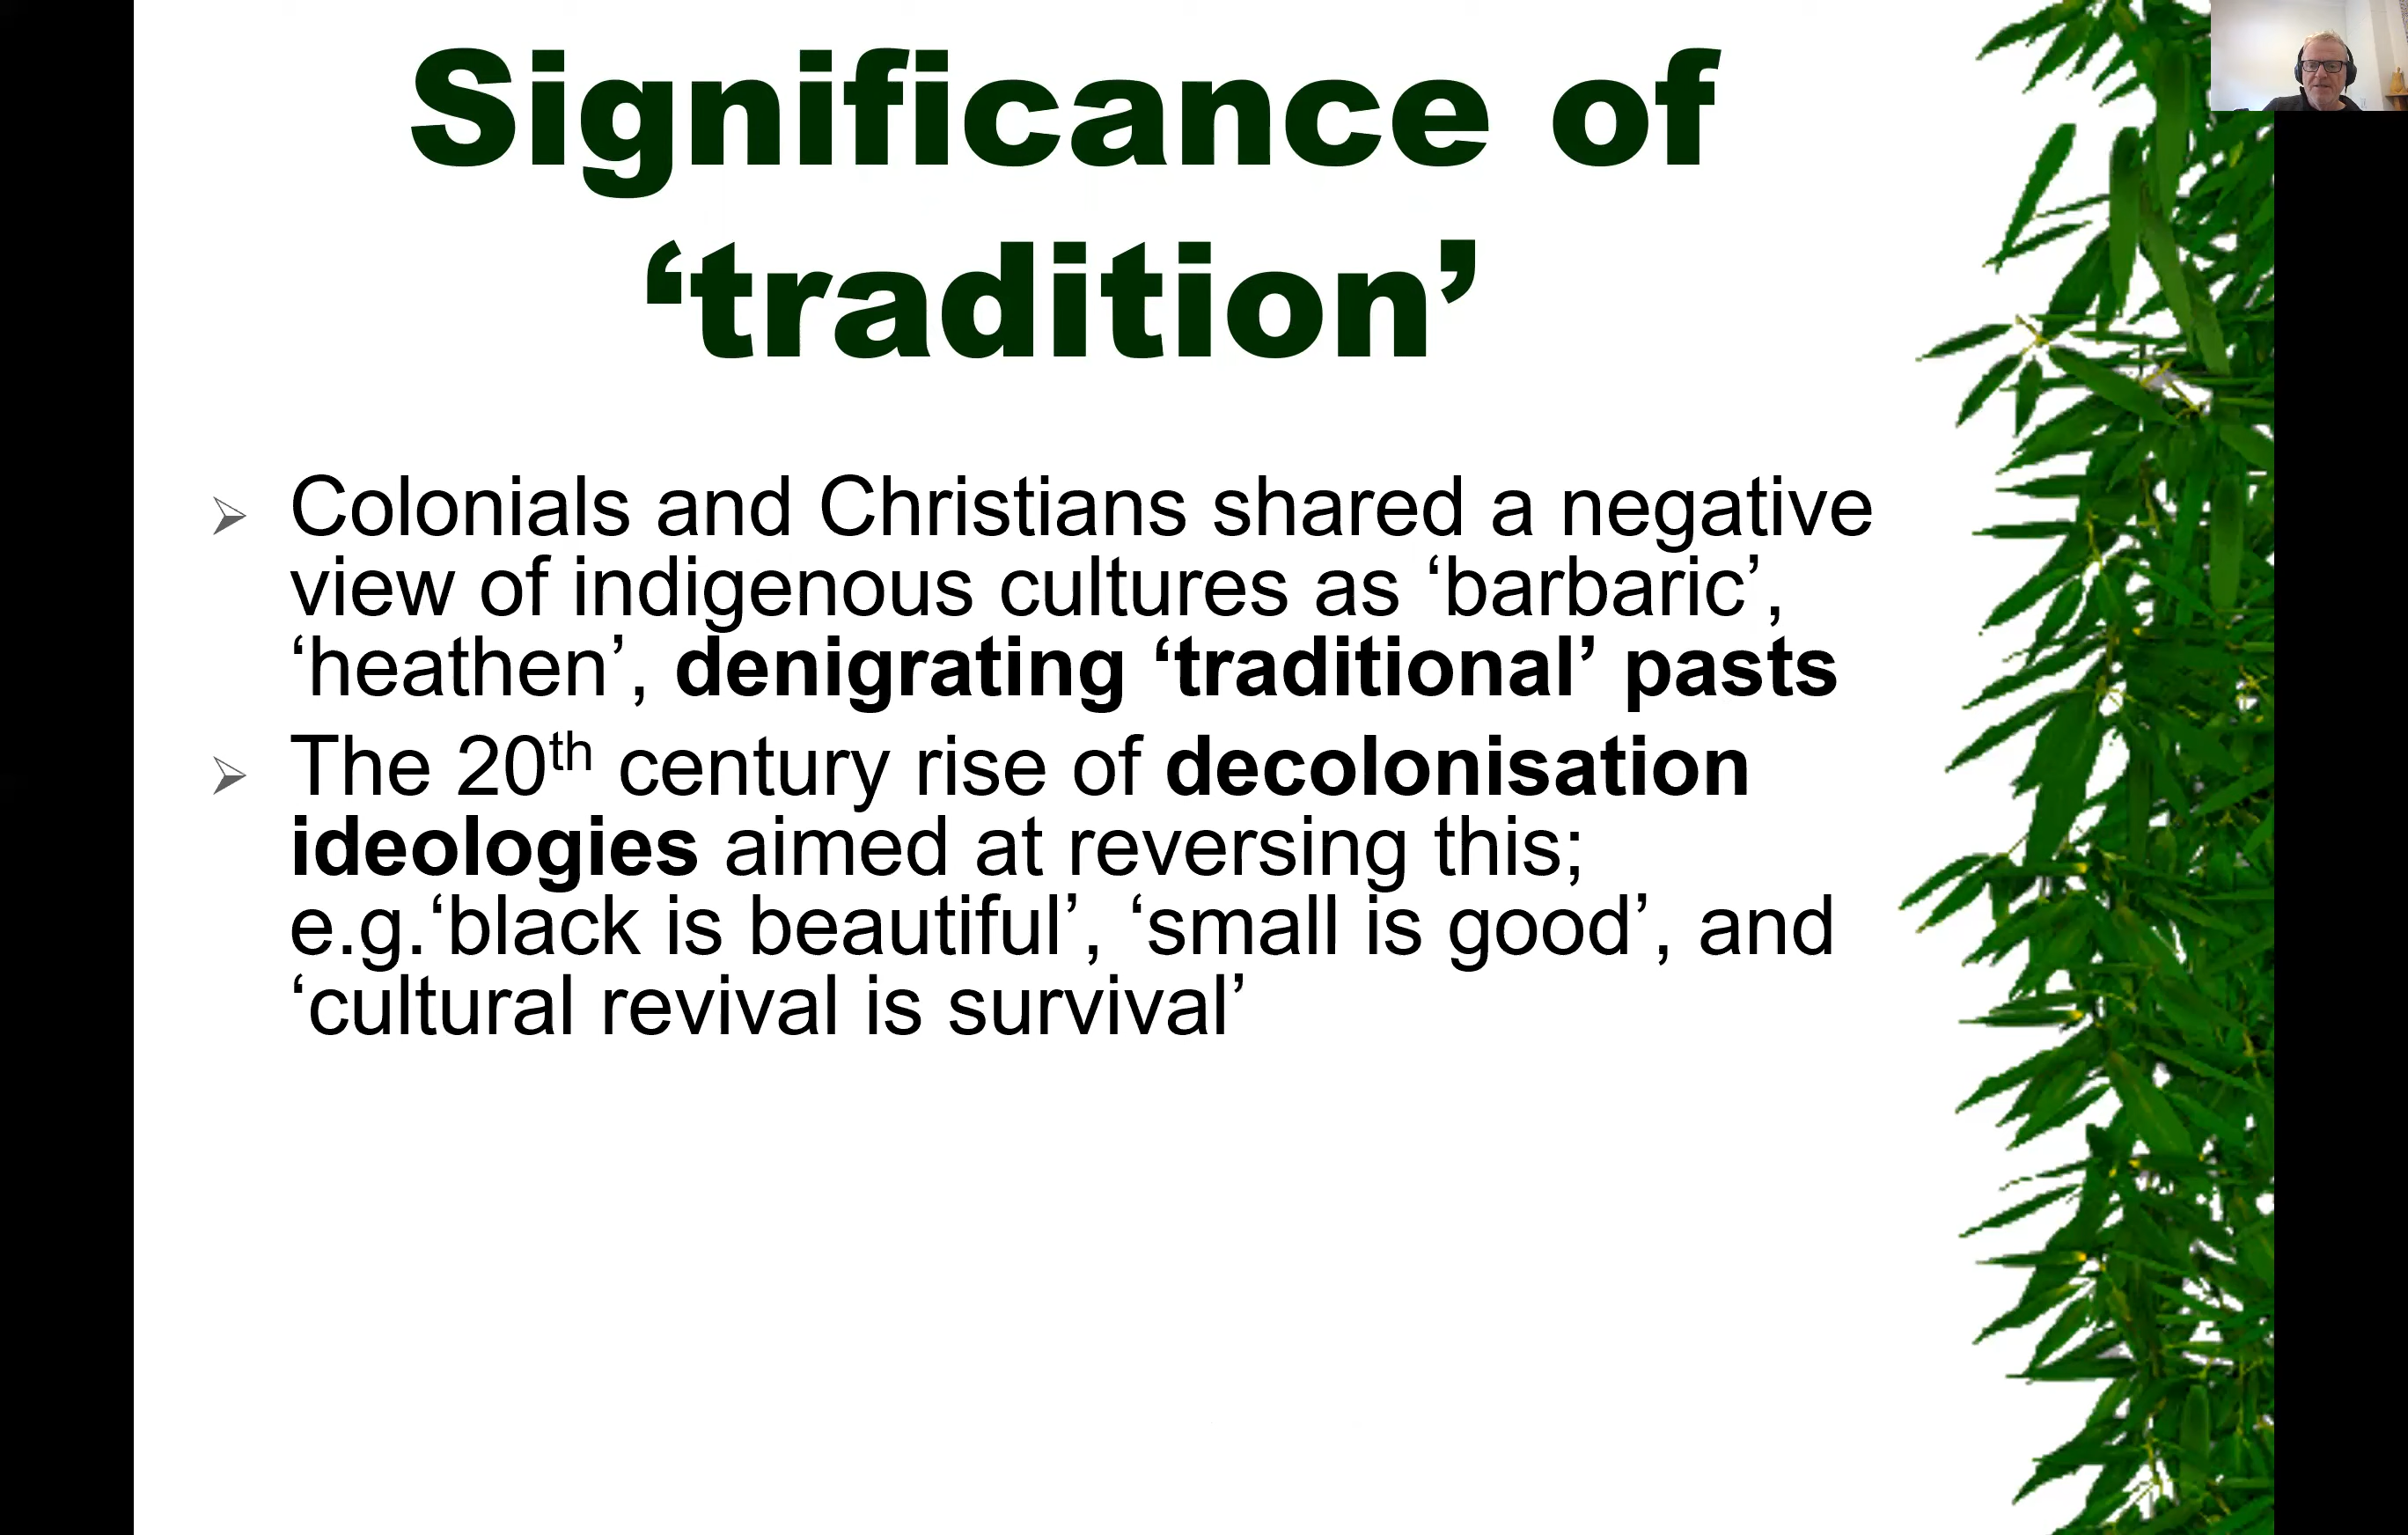 Significance of
‘tradition’
Colonials and Christians shared a negative
view of indigenous cultures as ‘barbaric’,
‘heathen’, denigrating ‘traditional’ pasts
The 20th century rise of decolonisation
ideologies aimed at reversing this;
e.g.‘black is beautiful’, ‘small is good’, and
‘cultural revival is survival’